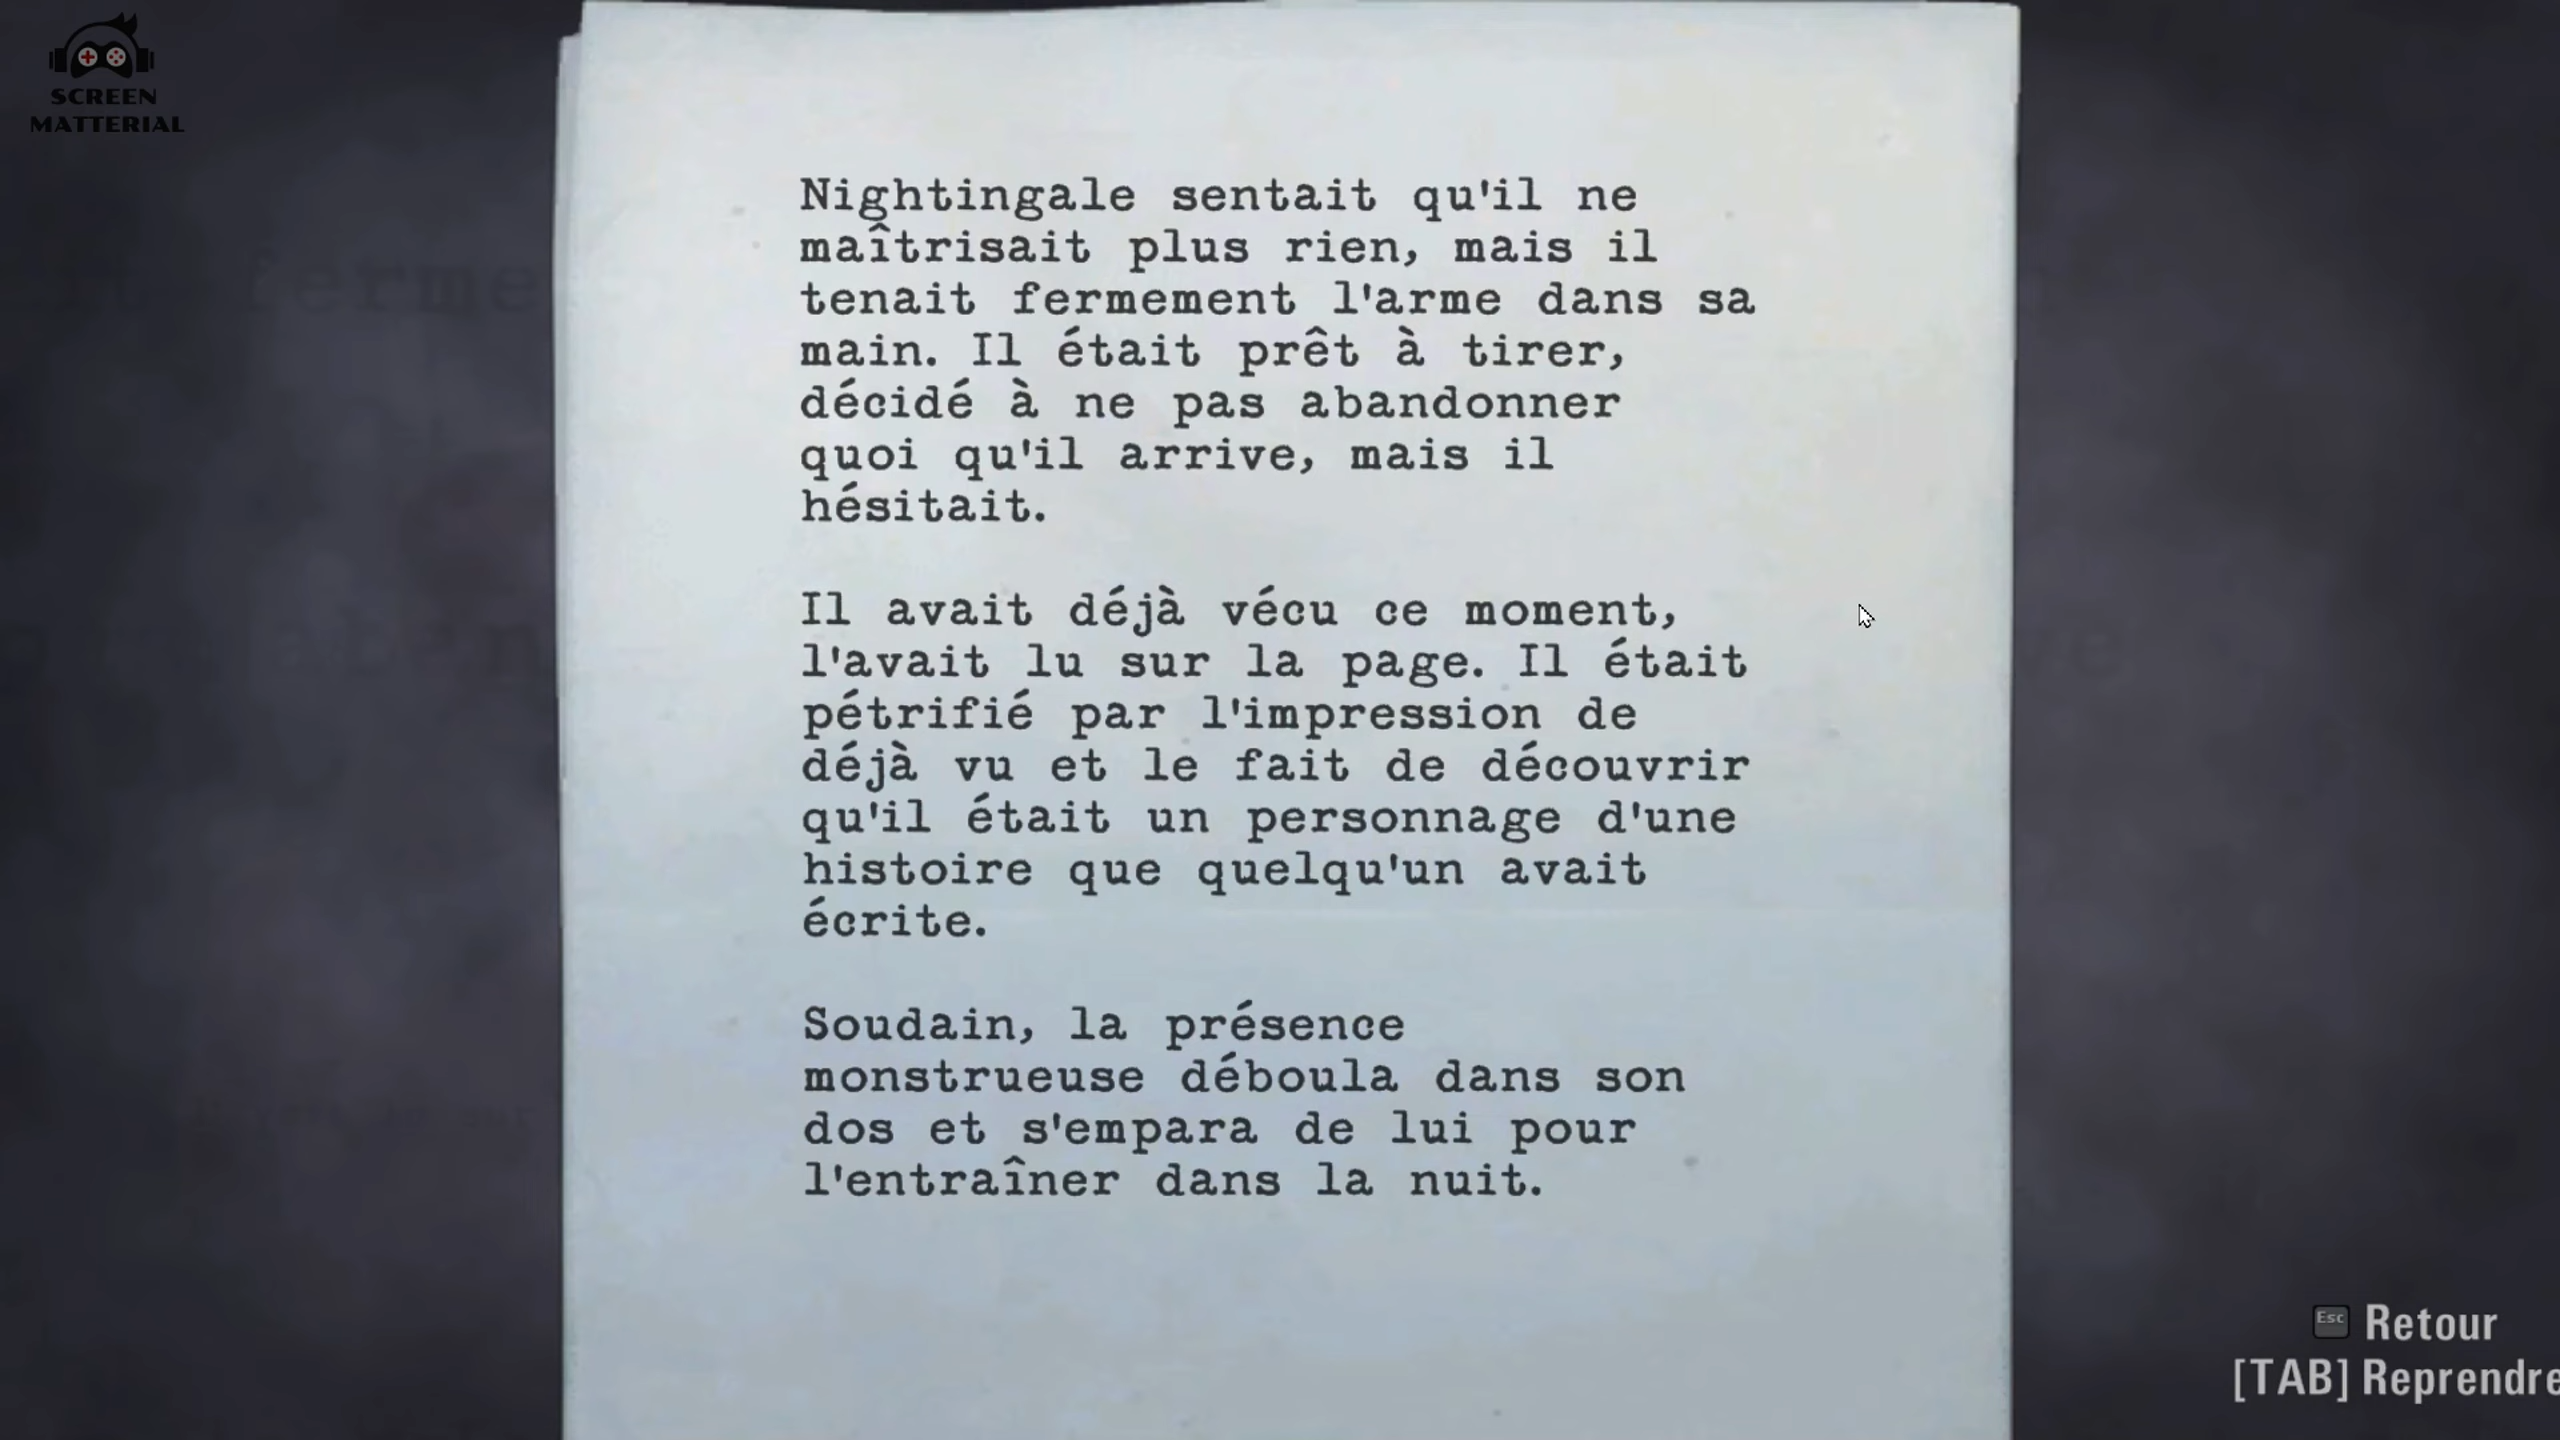 SCREEN
MATTERIAL
Nightingale sentait qu'il ne
maîtrisait plus rien, mais il
tenait fermement l'arme dans sa
main. Il était prêt à tirer,
décidé à ne pas abandonner
quoi qu'il arrive, mais il
hésitait.
Il avait déjà vécu ce moment,
l'avait lu sur la page. Il était
pétrifié par l'impression de
déjà vu et le fait de découvrir
qu'il était un personnage d'une
histoire que quelqu'un avait
écrite.
Soudain, la présence
monstrueuse déboula dans son
dos et s'empara de lui pour
l'entraîner dans la nuit.
Esc Retour
[TAB] Reprendre